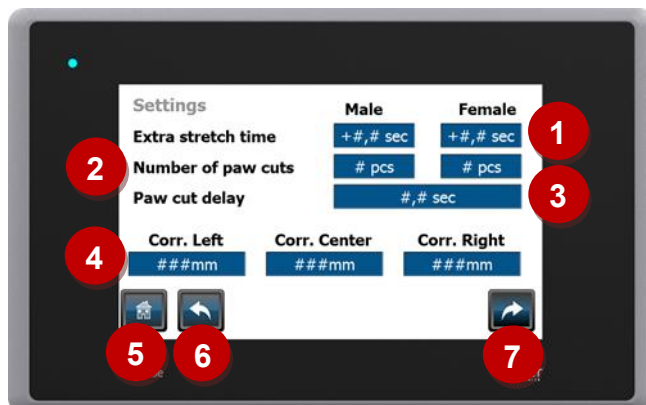 Settings Male Female
Extra stretch time +#,# sec +#,# sec 1
2 Number of paw cuts # pcs # pcs
Paw cut delay #,# sec 3
Corr. Left Corr. Center Corr. Right
4 ###mm ###mm ###mm
5 6 7